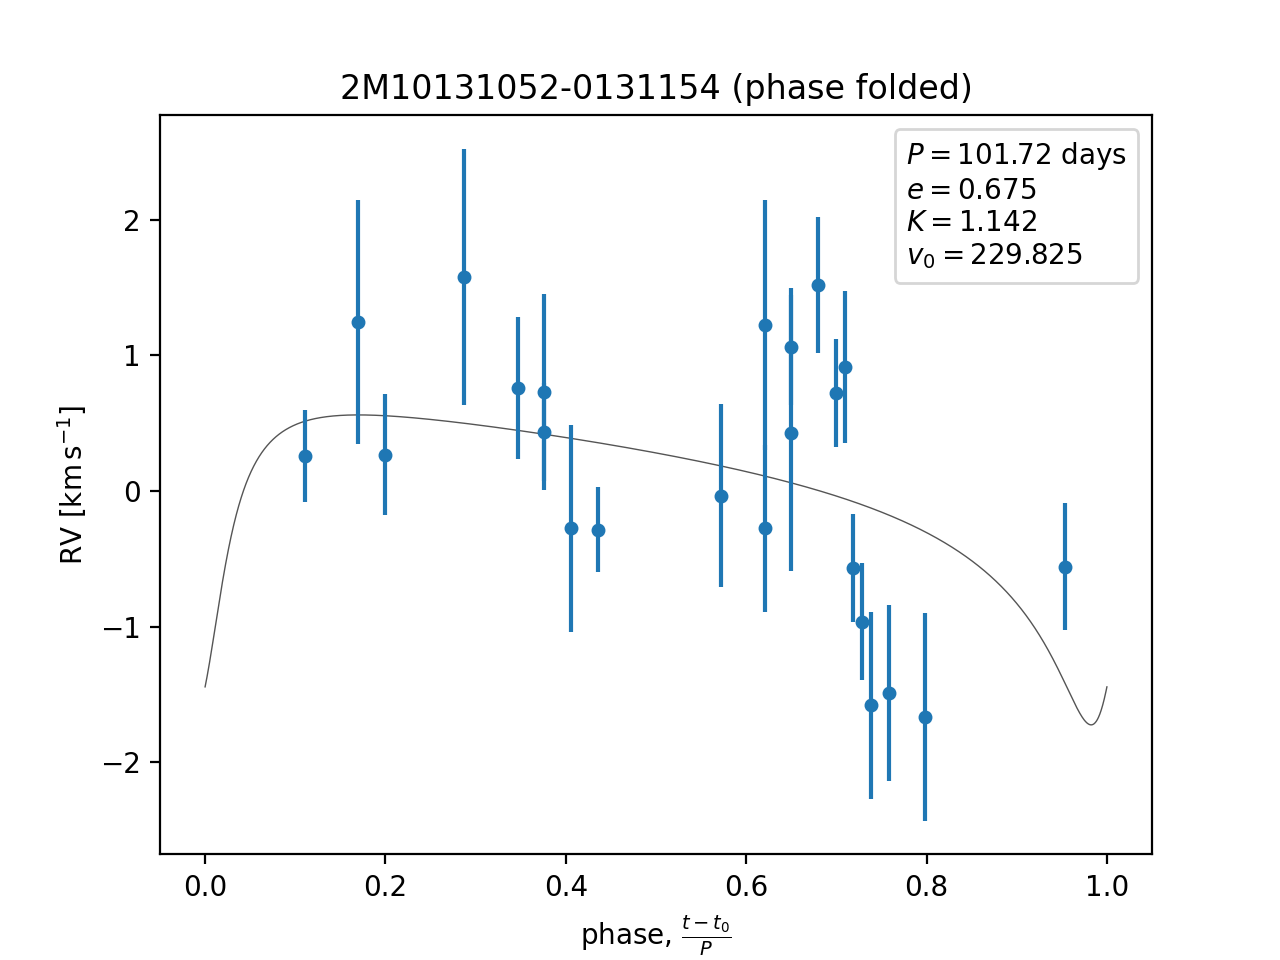 2M10131052-0131154 (phase folded)
P = 101.72 days
e = 0.675
K = 1.142
v₀ = 229.825
2
1
0
−1
−2
RV [km s⁻¹]
0.0 0.2 0.4 0.6 0.8 1.0
phase, (t − t₀)/P